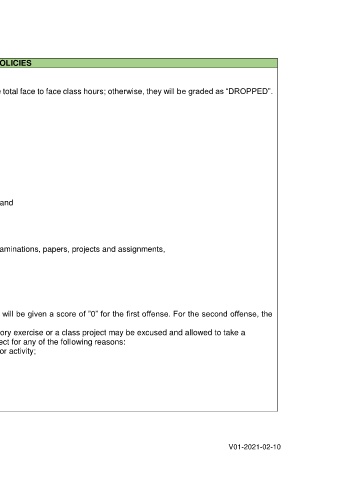 OLICIES
e total face to face class hours; otherwise, they will be graded as “DROPPED”.
and
aminations, papers, projects and assignments,
will be given a score of "0" for the first offense. For the second offense, the
ory exercise or a class project may be excused and allowed to take a
ect for any of the following reasons:
or activity;
V01-2021-02-10